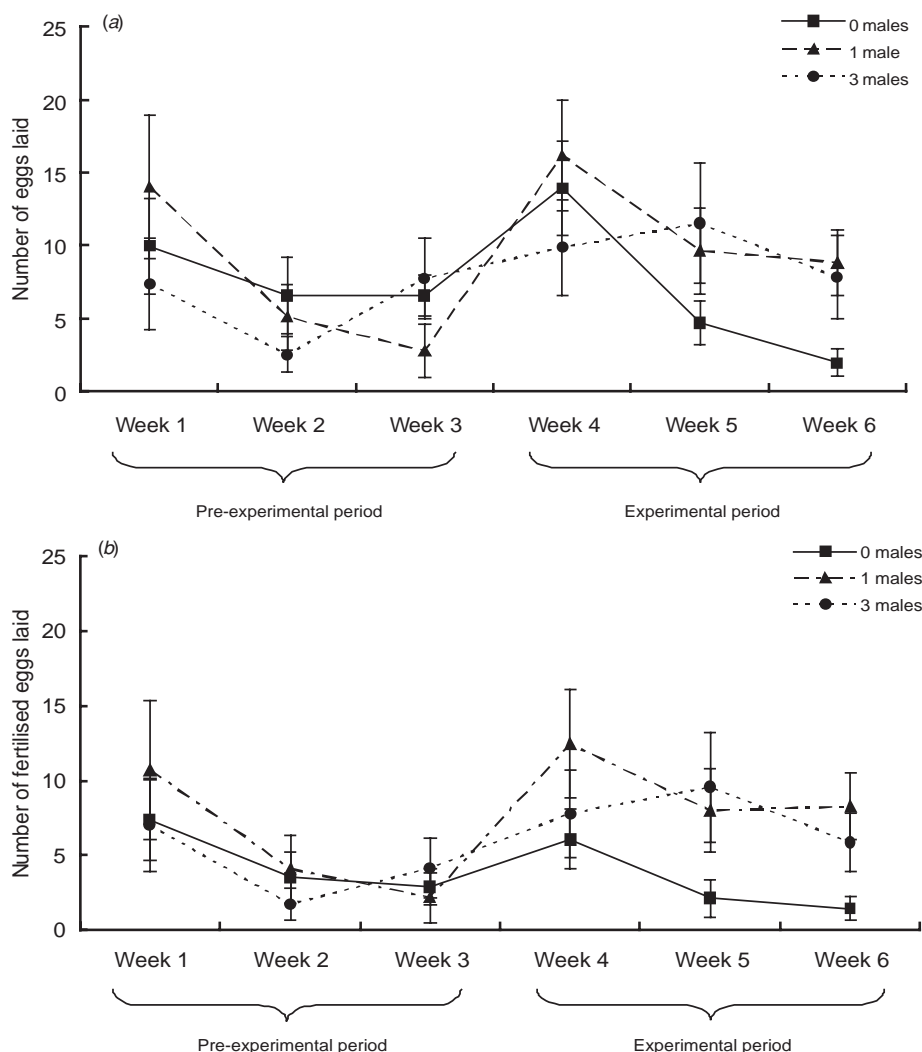 (a)
0 males
1 male
3 males
Number of eggs laid
25
20
15
10
5
0
Week 1 Week 2 Week 3 Week 4 Week 5 Week 6
Pre-experimental period Experimental period
(b)
0 males
1 males
3 males
Number of fertilised eggs laid
25
20
15
10
5
0
Week 1 Week 2 Week 3 Week 4 Week 5 Week 6
Pre-experimental period Experimental period